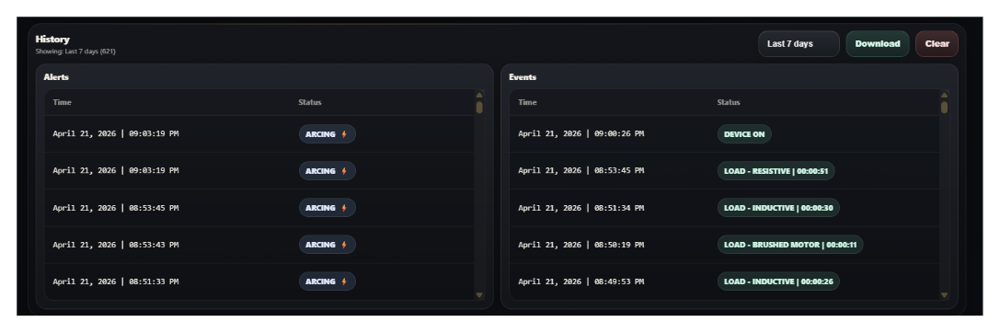 History
Showing: Last 7 days (621)
Last 7 days
Download
Clear
Alerts
Time Status
April 21, 2026 | 09:03:19 PM ARCING ⚡
April 21, 2026 | 09:03:19 PM ARCING ⚡
April 21, 2026 | 08:53:45 PM ARCING ⚡
April 21, 2026 | 08:53:43 PM ARCING ⚡
April 21, 2026 | 08:51:33 PM ARCING ⚡
Events
Time Status
April 21, 2026 | 09:00:26 PM DEVICE ON
April 21, 2026 | 08:53:45 PM LOAD - RESISTIVE | 00:00:51
April 21, 2026 | 08:51:34 PM LOAD - INDUCTIVE | 00:00:30
April 21, 2026 | 08:50:19 PM LOAD - BRUSHED MOTOR | 00:00:11
April 21, 2026 | 08:49:53 PM LOAD - INDUCTIVE | 00:00:26